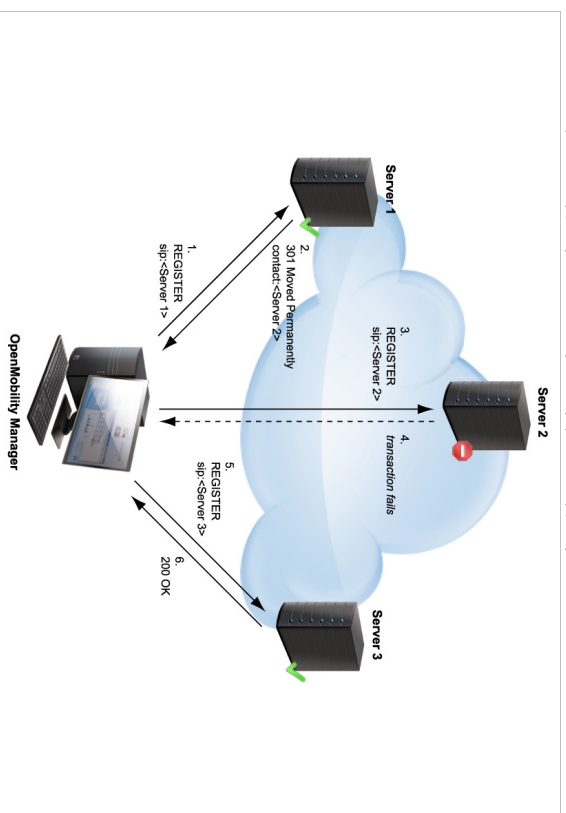 Server 1
Server 2
Server 3
1.
REGISTER
sip:<Server 1>
2.
301 Moved Permanently
contact:<Server 2>
3.
REGISTER
sip:<Server 2>
4.
transaction fails
5.
REGISTER
sip:<Server 3>
6.
200 OK
OpenMobility Manager